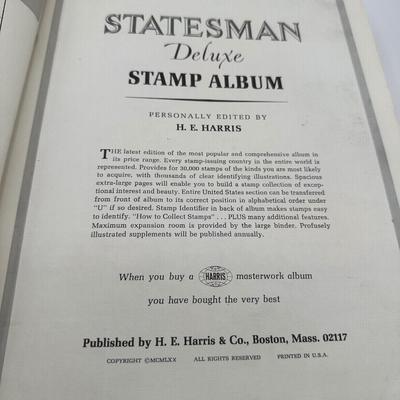 STATESMAN
Deluxe
STAMP ALBUM
PERSONALLY EDITED BY
H. E. HARRIS
THE latest edition of the most popular and comprehensive album in
its price range. Every stamp-issuing country in the entire world is
represented. Provides for 30,000 stamps of the kinds you are most likely
to acquire, with thousands of clear identifying illustrations. Spacious
extra-large pages will enable you to build a stamp collection of excep-
tional interest and beauty. Entire United States section can be transferred
from front of album to its correct position in alphabetical order under
"U" if so desired. Stamp Identifier in back of album makes stamps easy
to identify. "How to Collect Stamps" . . . PLUS many additional features.
Maximum expansion room is provided by the large binder. Profusely
illustrated supplements will be published annually.
When you buy a HARRIS masterwork album
you have bought the very best
Published by H. E. Harris & Co., Boston, Mass. 02117
COPYRIGHT ©MCMLXX ALL RIGHTS RESERVED PRINTED IN U.S.A.